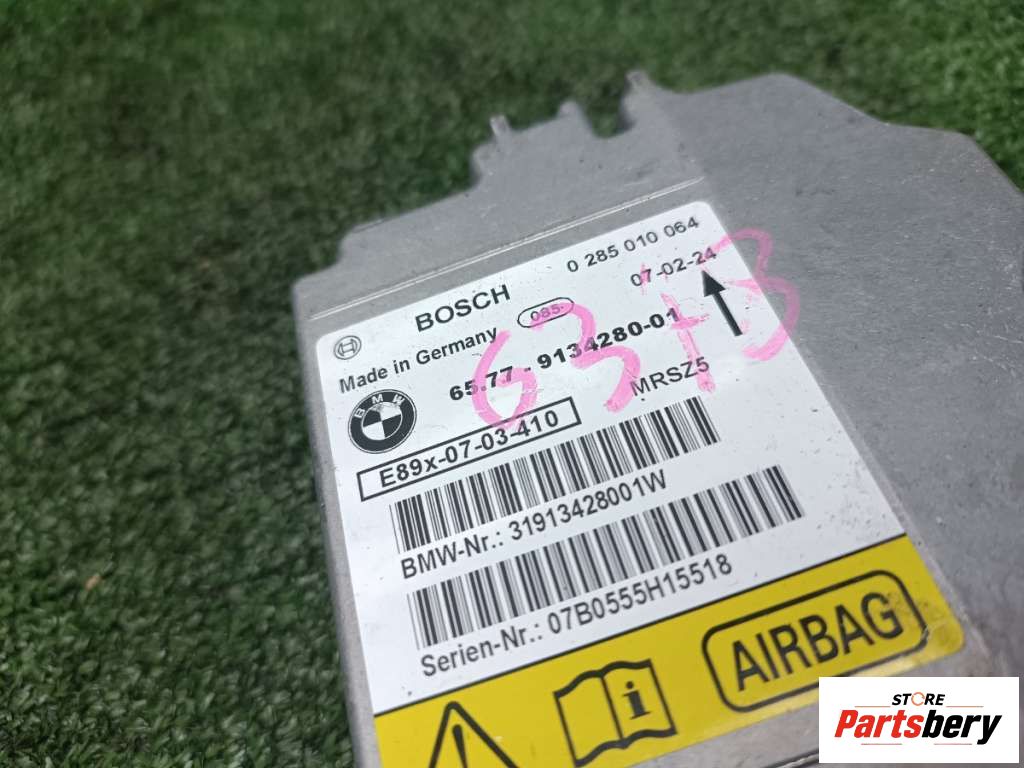 0 285 010 064
BOSCH 085- 07-02-24
Made in Germany
BMW 65.77 - 9134280-01
E89x-07-03-410 MRSZ5
BMW-Nr.: 31913428001W
Serien-Nr.: 07B0555H15518
i AIRBAG
STORE
Partsbery